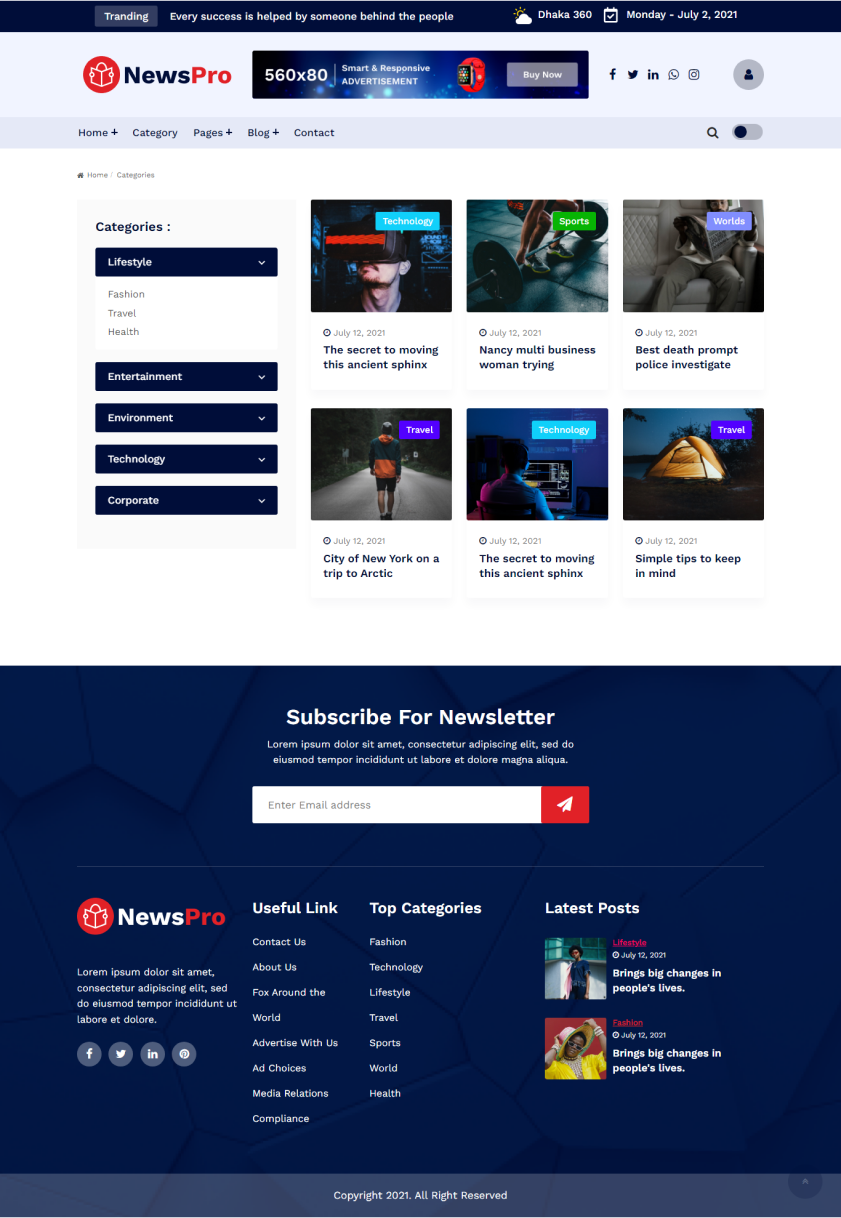 Tranding
Every success is helped by someone behind the people
Dhaka 360
Monday - July 2, 2021
NewsPro
560x80
Smart & Responsive
ADVERTISEMENT
Buy Now
Home +
Category
Pages +
Blog +
Contact
Home / Categories
Categories :
Lifestyle
Fashion
Travel
Health
Entertainment
Environment
Technology
Corporate
Technology
July 12, 2021
The secret to moving
this ancient sphinx
Sports
July 12, 2021
Nancy multi business
woman trying
Worlds
July 12, 2021
Best death prompt
police investigate
Travel
July 12, 2021
City of New York on a
trip to Arctic
Technology
July 12, 2021
The secret to moving
this ancient sphinx
Travel
July 12, 2021
Simple tips to keep
in mind
Subscribe For Newsletter
Lorem ipsum dolor sit amet, consectetur adipiscing elit, sed do
eiusmod tempor incididunt ut labore et dolore magna aliqua.
Enter Email address
NewsPro
Lorem ipsum dolor sit amet,
consectetur adipiscing elit, sed
do eiusmod tempor incididunt ut
labore et dolore.
Useful Link
Contact Us
About Us
Fox Around the
World
Advertise With Us
Ad Choices
Media Relations
Compliance
Top Categories
Fashion
Technology
Lifestyle
Travel
Sports
World
Health
Latest Posts
Lifestyle
July 12, 2021
Brings big changes in
people's lives.
Fashion
July 12, 2021
Brings big changes in
people's lives.
Copyright 2021. All Right Reserved